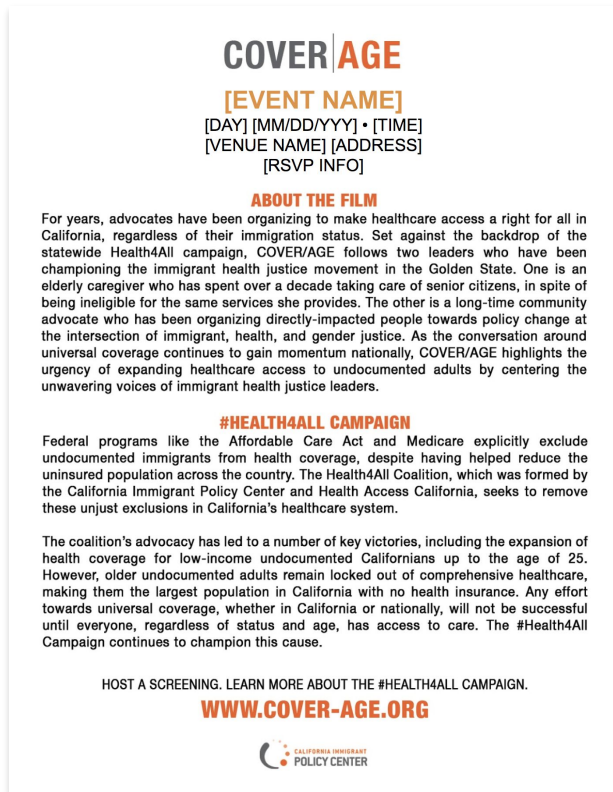 COVER|AGE
[EVENT NAME]
[DAY] [MM/DD/YYY] • [TIME]
[VENUE NAME] [ADDRESS]
[RSVP INFO]
ABOUT THE FILM
For years, advocates have been organizing to make healthcare access a right for all in
California, regardless of their immigration status. Set against the backdrop of the
statewide Health4All campaign, COVER/AGE follows two leaders who have been
championing the immigrant health justice movement in the Golden State. One is an
elderly caregiver who has spent over a decade taking care of senior citizens, in spite of
being ineligible for the same services she provides. The other is a long-time community
advocate who has been organizing directly-impacted people towards policy change at
the intersection of immigrant, health, and gender justice. As the conversation around
universal coverage continues to gain momentum nationally, COVER/AGE highlights the
urgency of expanding healthcare access to undocumented adults by centering the
unwavering voices of immigrant health justice leaders.
#HEALTH4ALL CAMPAIGN
Federal programs like the Affordable Care Act and Medicare explicitly exclude
undocumented immigrants from health coverage, despite having helped reduce the
uninsured population across the country. The Health4All Coalition, which was formed by
the California Immigrant Policy Center and Health Access California, seeks to remove
these unjust exclusions in California's healthcare system.
The coalition's advocacy has led to a number of key victories, including the expansion of
health coverage for low-income undocumented Californians up to the age of 25.
However, older undocumented adults remain locked out of comprehensive healthcare,
making them the largest population in California with no health insurance. Any effort
towards universal coverage, whether in California or nationally, will not be successful
until everyone, regardless of status and age, has access to care. The #Health4All
Campaign continues to champion this cause.
HOST A SCREENING. LEARN MORE ABOUT THE #HEALTH4ALL CAMPAIGN.
WWW.COVER-AGE.ORG
CALIFORNIA IMMIGRANT
POLICY CENTER